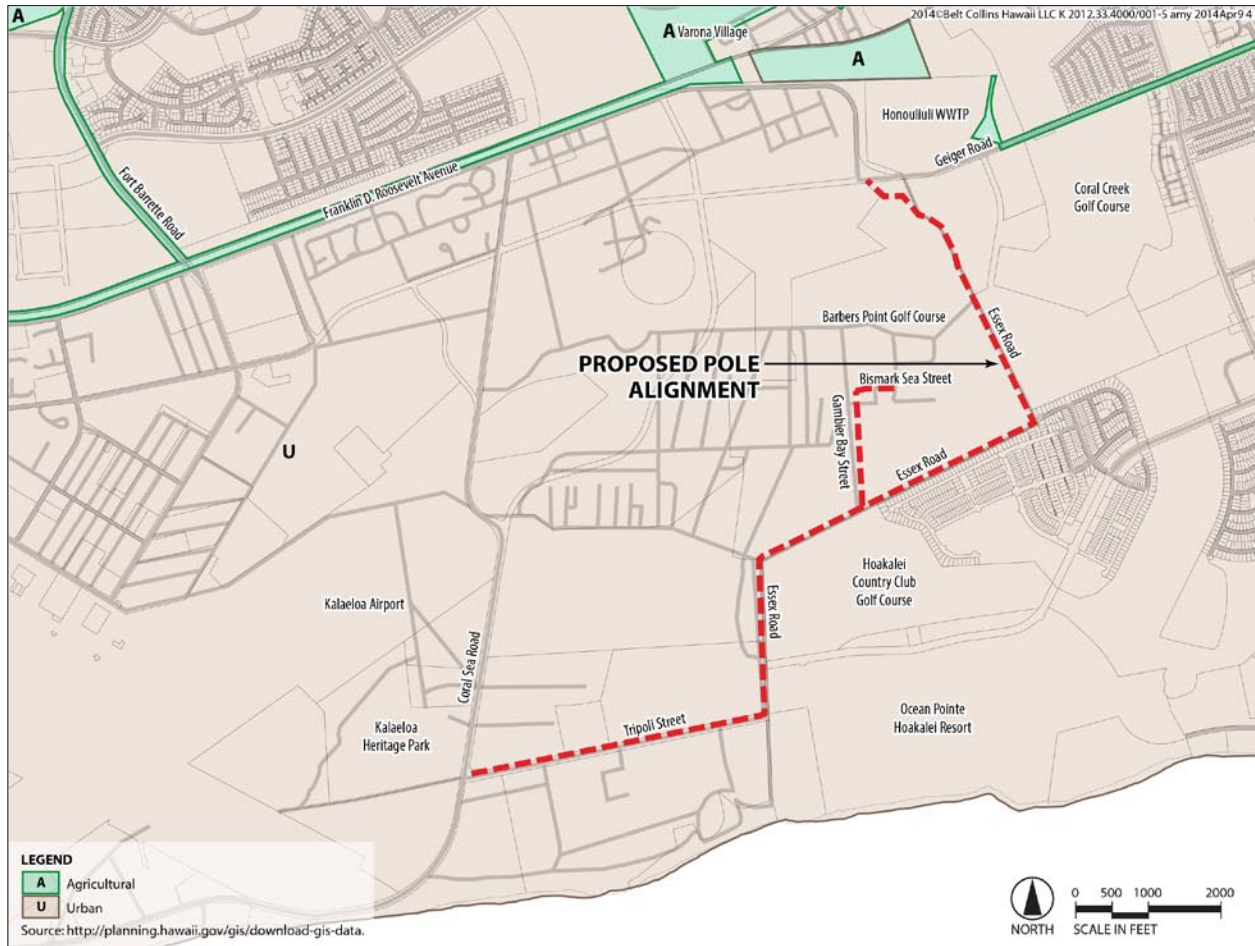 2014©Belt Collins Hawaii LLC K 2012.33.4000/001-5 amy 2014Apr9 4
A
A Varona Village
A
Honouliuli WWTP
Geiger Road
Fort Barrette Road
Franklin D. Roosevelt Avenue
Coral Creek
Golf Course
Barbers Point Golf Course
Essex Road
PROPOSED POLE
ALIGNMENT
Bismark Sea Street
Gambier Bay Street
U
Essex Road
Hoakalei
Country Club
Golf Course
Kalaeloa Airport
Essex Road
Coral Sea Road
Kalaeloa
Heritage Park
Tripoli Street
Ocean Pointe
Hoakalei Resort
LEGEND
A Agricultural
U Urban
Source: http://planning.hawaii.gov/gis/download-gis-data.
NORTH
0 500 1000 2000
SCALE IN FEET